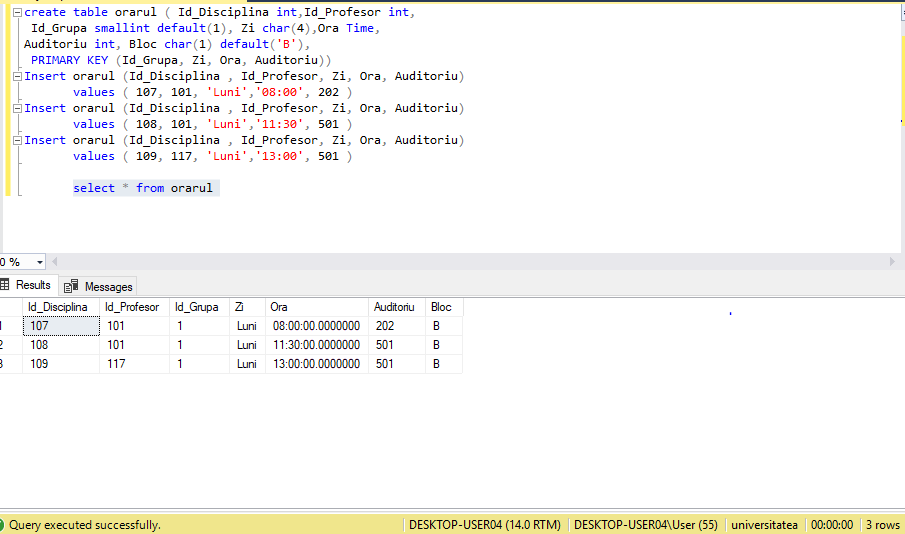 create table orarul ( Id_Disciplina int,Id_Profesor int,
Id_Grupa smallint default(1), Zi char(4),Ora Time,
Auditoriu int, Bloc char(1) default('B'),
PRIMARY KEY (Id_Grupa, Zi, Ora, Auditoriu))
Insert orarul (Id_Disciplina , Id_Profesor, Zi, Ora, Auditoriu)
values ( 107, 101, 'Luni','08:00', 202 )
Insert orarul (Id_Disciplina , Id_Profesor, Zi, Ora, Auditoriu)
values ( 108, 101, 'Luni','11:30', 501 )
Insert orarul (Id_Disciplina , Id_Profesor, Zi, Ora, Auditoriu)
values ( 109, 117, 'Luni','13:00', 501 )
select * from orarul
0 %
Results Messages
Id_Disciplina Id_Profesor Id_Grupa Zi Ora Auditoriu Bloc
107 101 1 Luni 08:00:00.0000000 202 B
2 108 101 1 Luni 11:30:00.0000000 501 B
3 109 117 1 Luni 13:00:00.0000000 501 B
Query executed successfully. DESKTOP-USER04 (14.0 RTM) DESKTOP-USER04\User (55) universitatea 00:00:00 3 rows